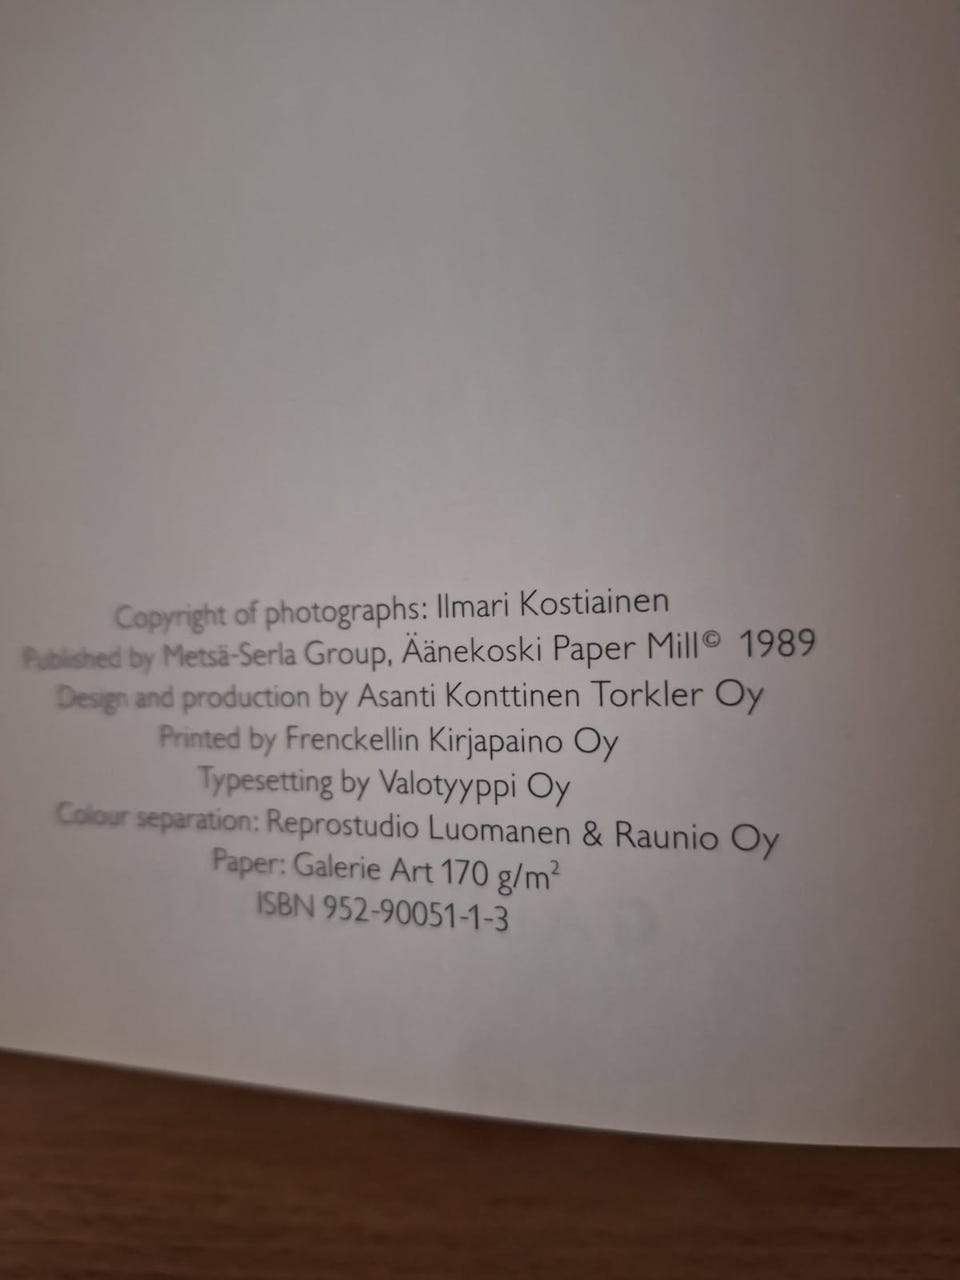 Copyright of photographs: Ilmari Kostiainen
Published by Metsä-Serla Group, Äänekoski Paper Mill© 1989
Design and production by Asanti Konttinen Torkler Oy
Printed by Frenckellin Kirjapaino Oy
Typesetting by Valotyyppi Oy
Colour separation: Reprostudio Luomanen & Raunio Oy
Paper: Galerie Art 170 g/m²
ISBN 952-90051-1-3